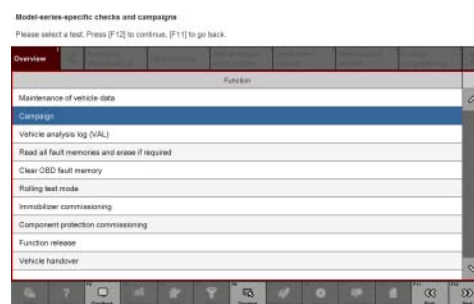 Model-series-specific checks and campaigns
Please select a test. Press [F12] to continue, [F11] to go back.
Overview
Function
Maintenance of vehicle data
Campaign
Vehicle analysis log (VAL)
Read all fault memories and erase if required
Clear OBD fault memory
Rolling test mode
Immobilizer commissioning
Component protection commissioning
Function release
Vehicle handover